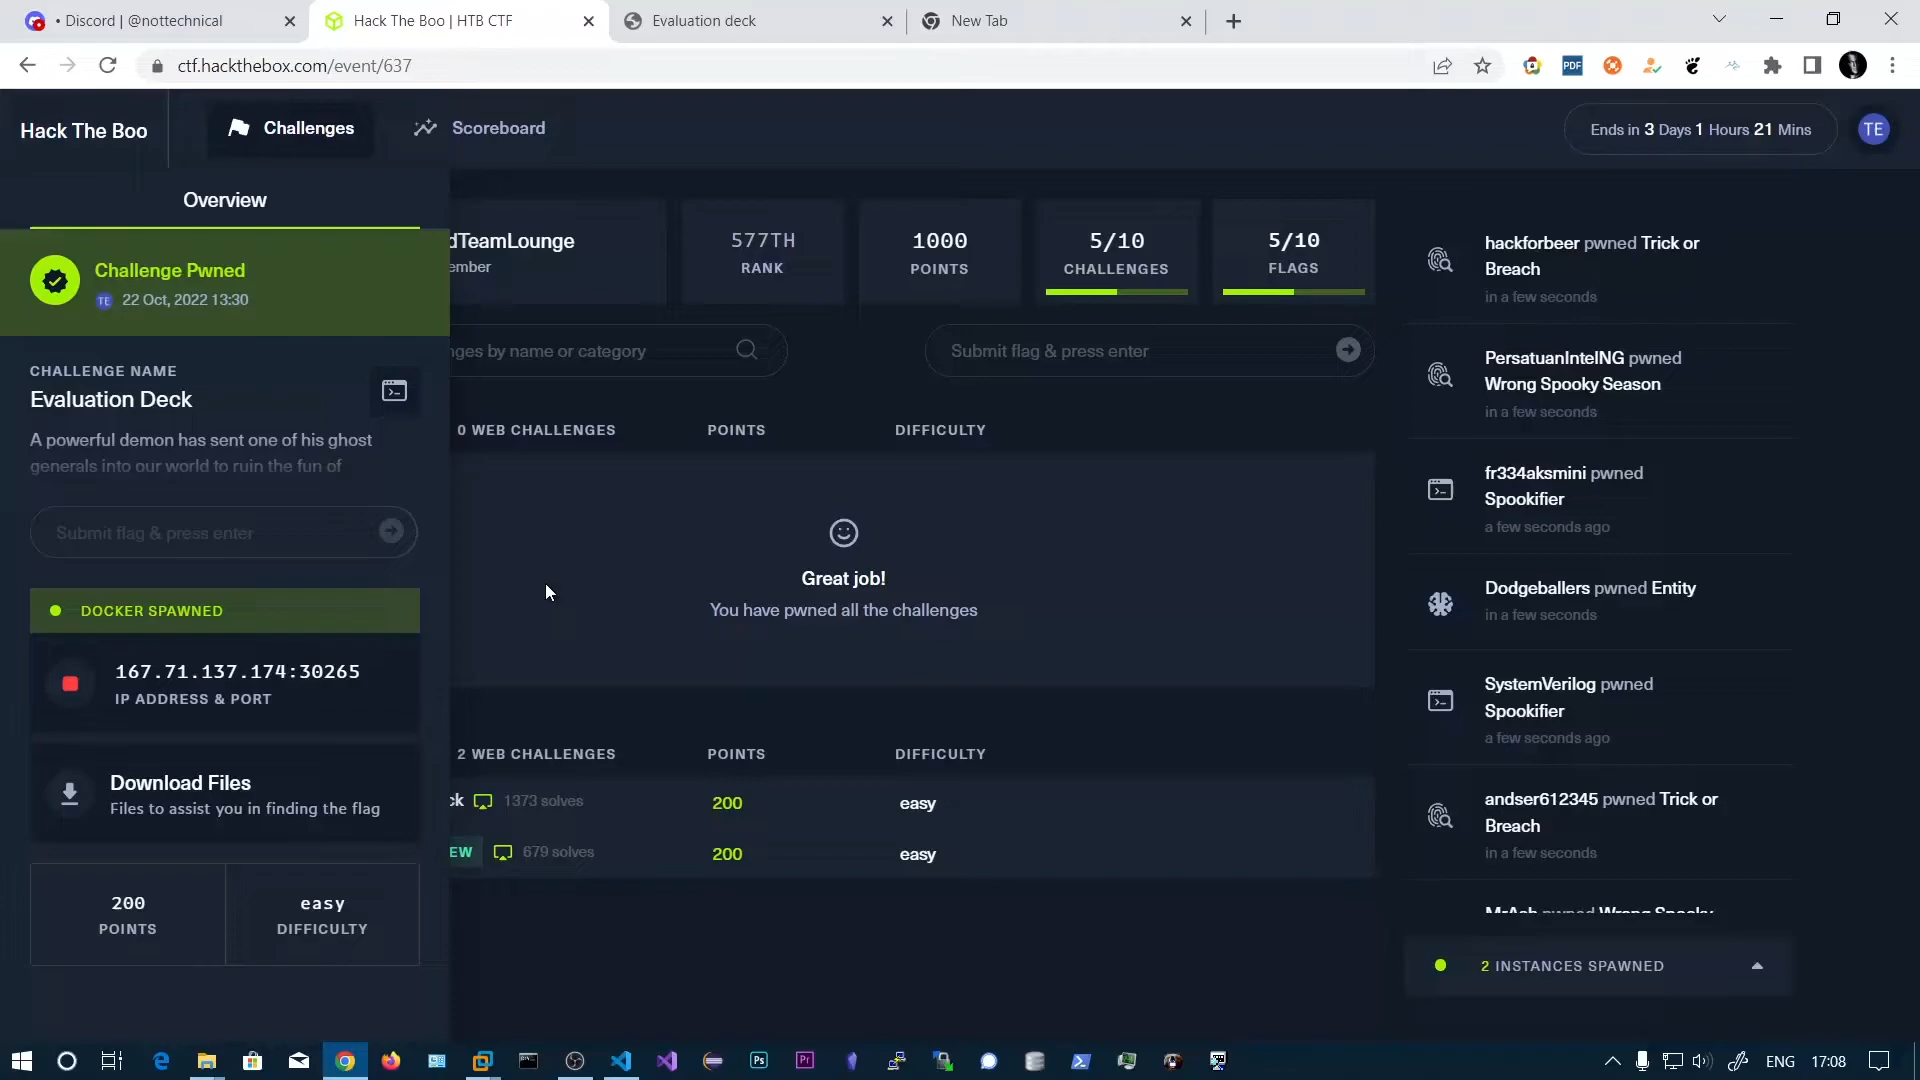 • Discord | @nottechnical
Hack The Boo | HTB CTF
Evaluation deck
New Tab
ctf.hackthebox.com/event/637
PDF
Hack The Boo
Challenges
Scoreboard
Ends in 3 Days 1 Hours 21 Mins
TE
Overview
Challenge Pwned
TE 22 Oct, 2022 13:30
CHALLENGE NAME
Evaluation Deck
A powerful demon has sent one of his ghost
generals into our world to ruin the fun of
Submit flag & press enter
DOCKER SPAWNED
167.71.137.174:30265
IP ADDRESS & PORT
Download Files
Files to assist you in finding the flag
200
POINTS
easy
DIFFICULTY
dTeamLounge
ember
577TH
RANK
1000
POINTS
5/10
CHALLENGES
5/10
FLAGS
nges by name or category
Submit flag & press enter
0 WEB CHALLENGES
POINTS
DIFFICULTY
Great job!
You have pwned all the challenges
2 WEB CHALLENGES
POINTS
DIFFICULTY
ck
1373 solves
200
easy
EW
679 solves
200
easy
hackforbeer pwned Trick or
Breach
in a few seconds
PersatuanIntelNG pwned
Wrong Spooky Season
in a few seconds
fr334aksmini pwned
Spookifier
a few seconds ago
Dodgeballers pwned Entity
in a few seconds
SystemVerilog pwned
Spookifier
a few seconds ago
andser612345 pwned Trick or
Breach
in a few seconds
2 INSTANCES SPAWNED
Ps
Pr
ENG
17:08